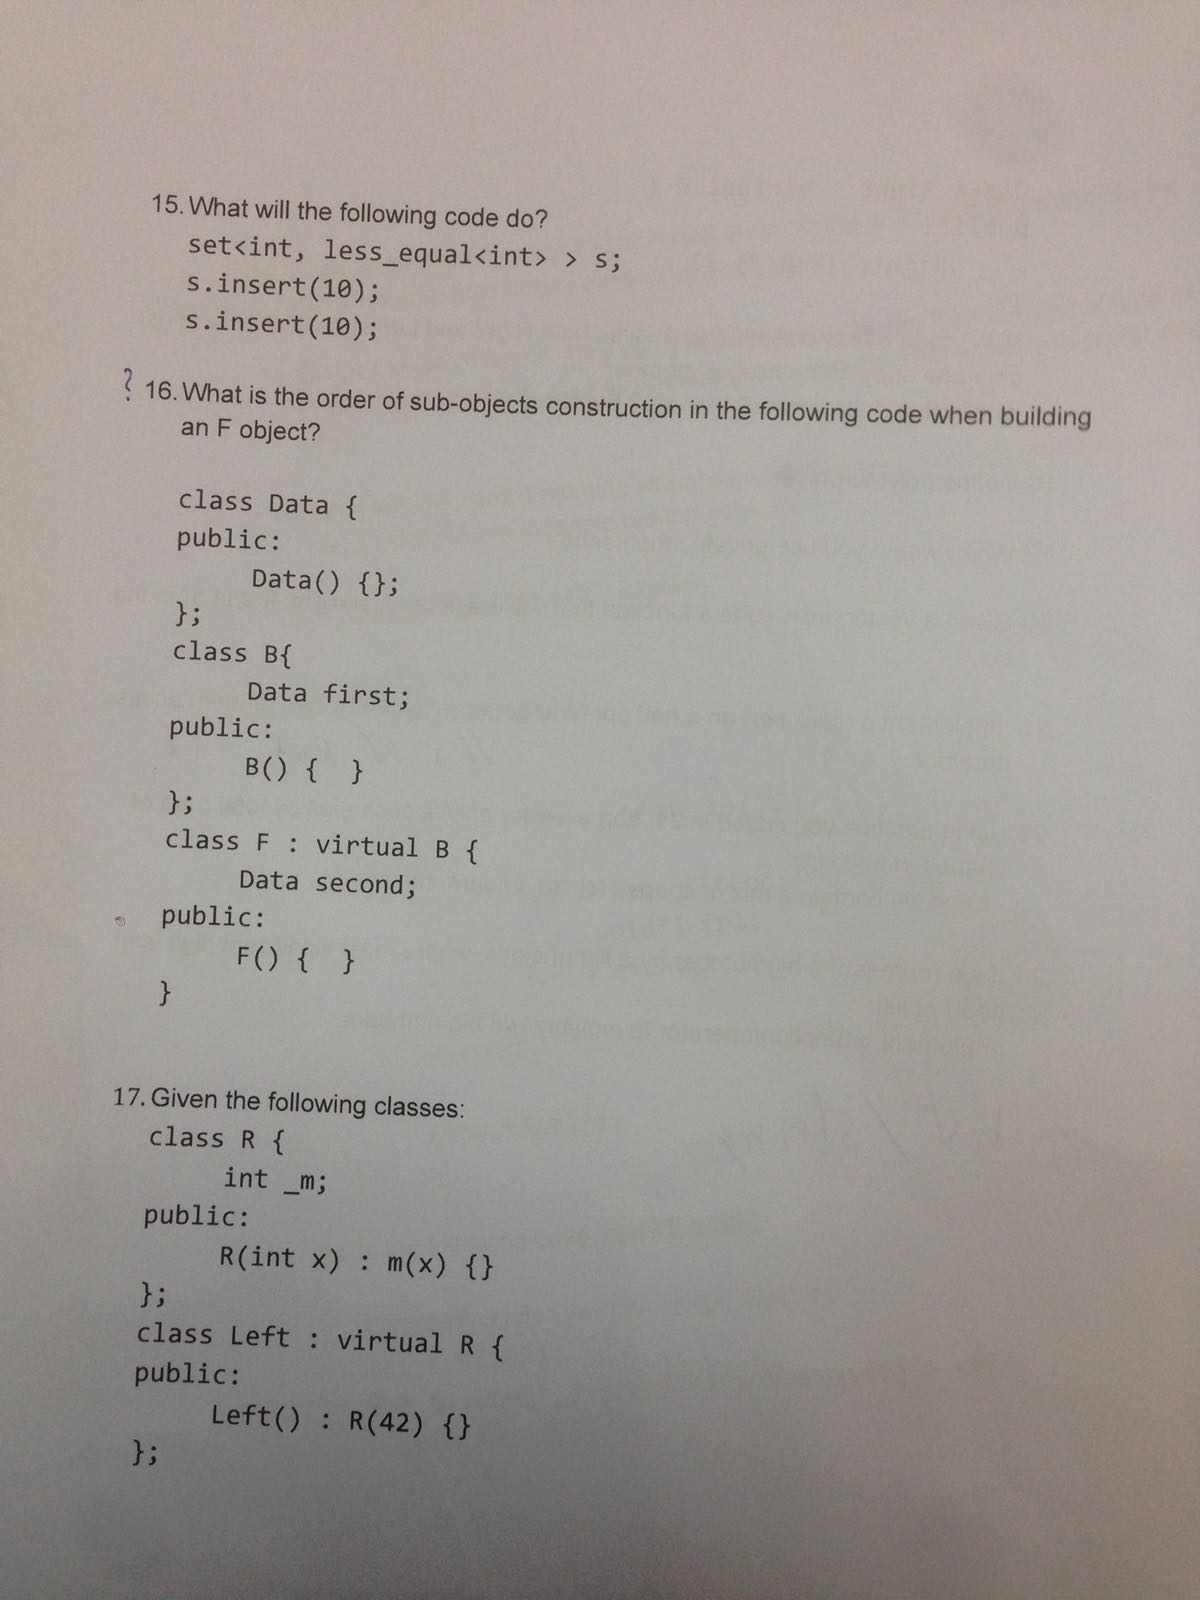 15. What will the following code do?
set<int, less_equal<int> > s;
s.insert(10);
s.insert(10);
? 16. What is the order of sub-objects construction in the following code when building
an F object?
class Data {
public:
Data() {};
};
class B{
Data first;
public:
B() { }
};
class F : virtual B {
Data second;
public:
F() { }
}
17. Given the following classes:
class R {
int _m;
public:
R(int x) : m(x) {}
};
class Left : virtual R {
public:
Left() : R(42) {}
};